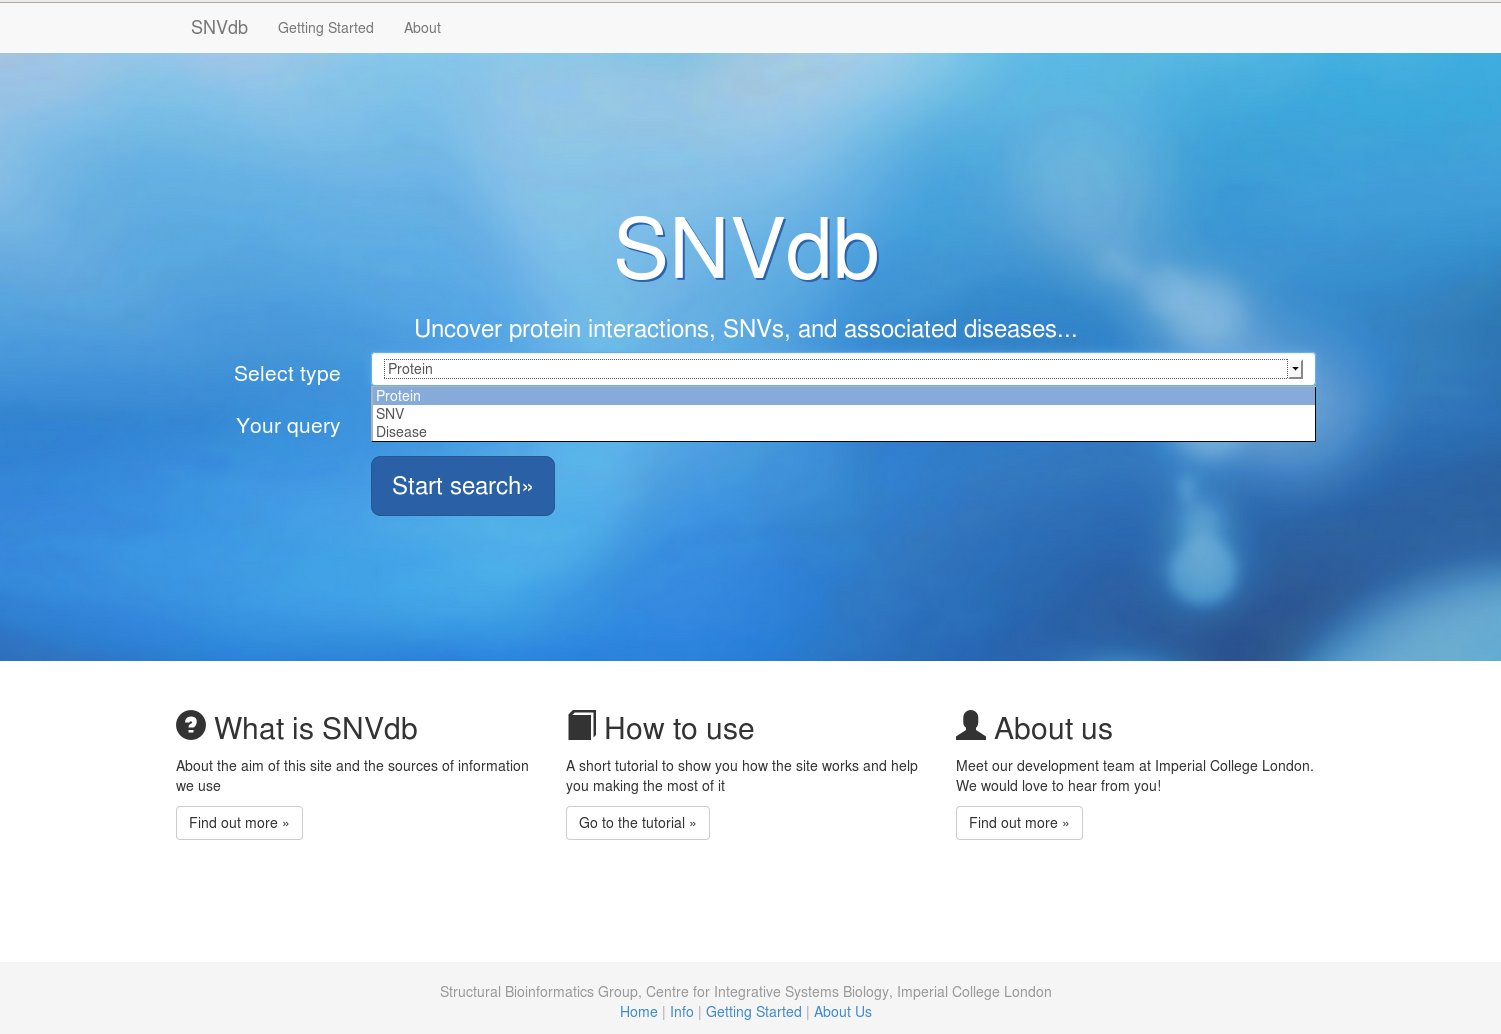 SNVdb Getting Started About
SNVdb
Uncover protein interactions, SNVs, and associated diseases...
Select type Protein
Protein
SNV
Your query
Disease
Start search»
What is SNVdb
About the aim of this site and the sources of information
we use
Find out more »
How to use
A short tutorial to show you how the site works and help
you making the most of it
Go to the tutorial »
About us
Meet our development team at Imperial College London.
We would love to hear from you!
Find out more »
Structural Bioinformatics Group, Centre for Integrative Systems Biology, Imperial College London
Home | Info | Getting Started | About Us